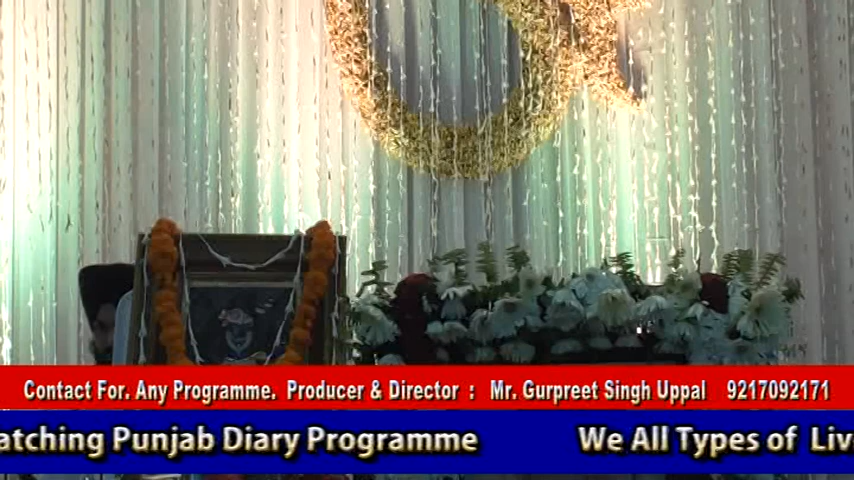 Contact For. Any Programme. Producer & Director : Mr. Gurpreet Singh Uppal 9217092171
atching Punjab Diary Programme We All Types of Liv